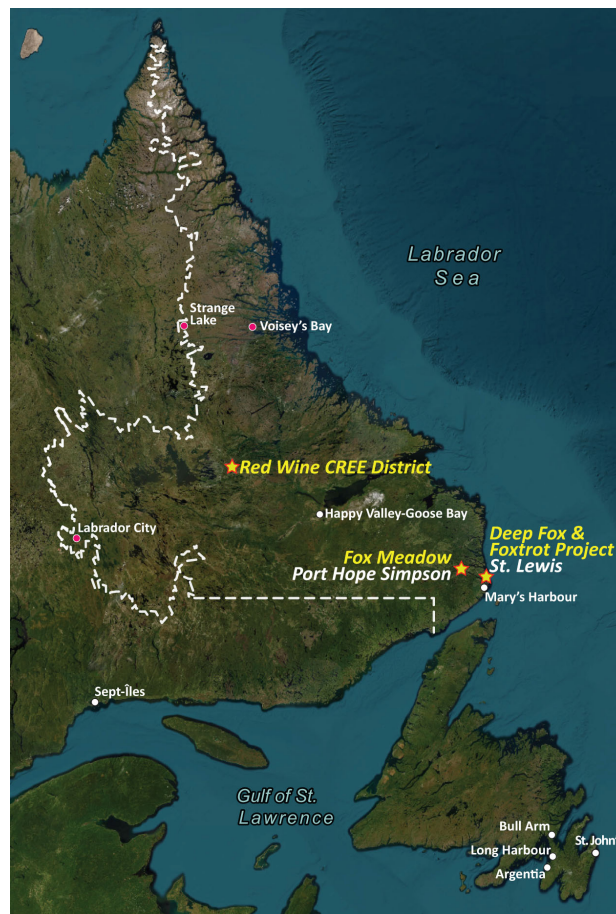 Labrador
Sea
Strange
Lake
Voisey's Bay
Red Wine CREE District
Happy Valley-Goose Bay
Labrador City
Deep Fox &
Foxtrot Project
St. Lewis
Fox Meadow
Port Hope Simpson
Mary's Harbour
Sept-Îles
Gulf of St.
Lawrence
Bull Arm
St. John'
Long Harbour
Argentia